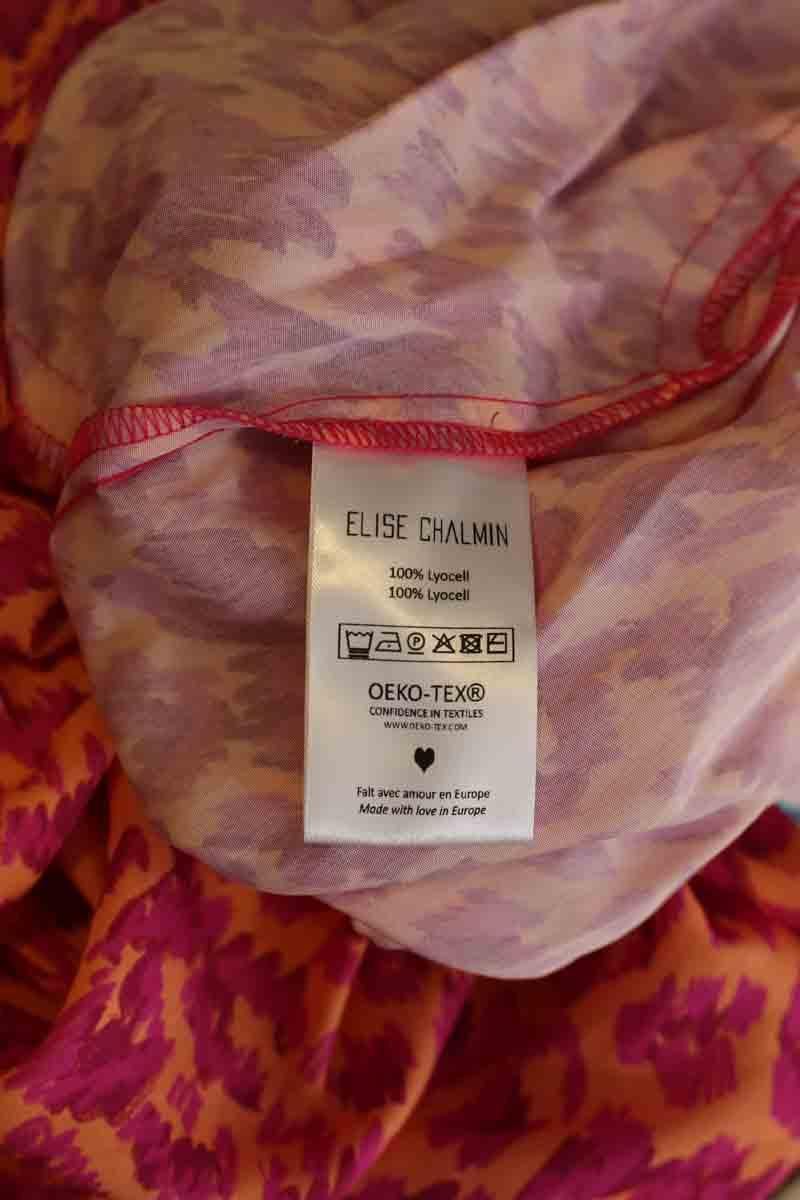 ELISE CHALMIN
100% Lyocell
100% Lyocell
P
OEKO-TEX®
CONFIDENCE IN TEXTILES
WWW.OEKO-TEX.COM
Fait avec amour en Europe
Made with love in Europe